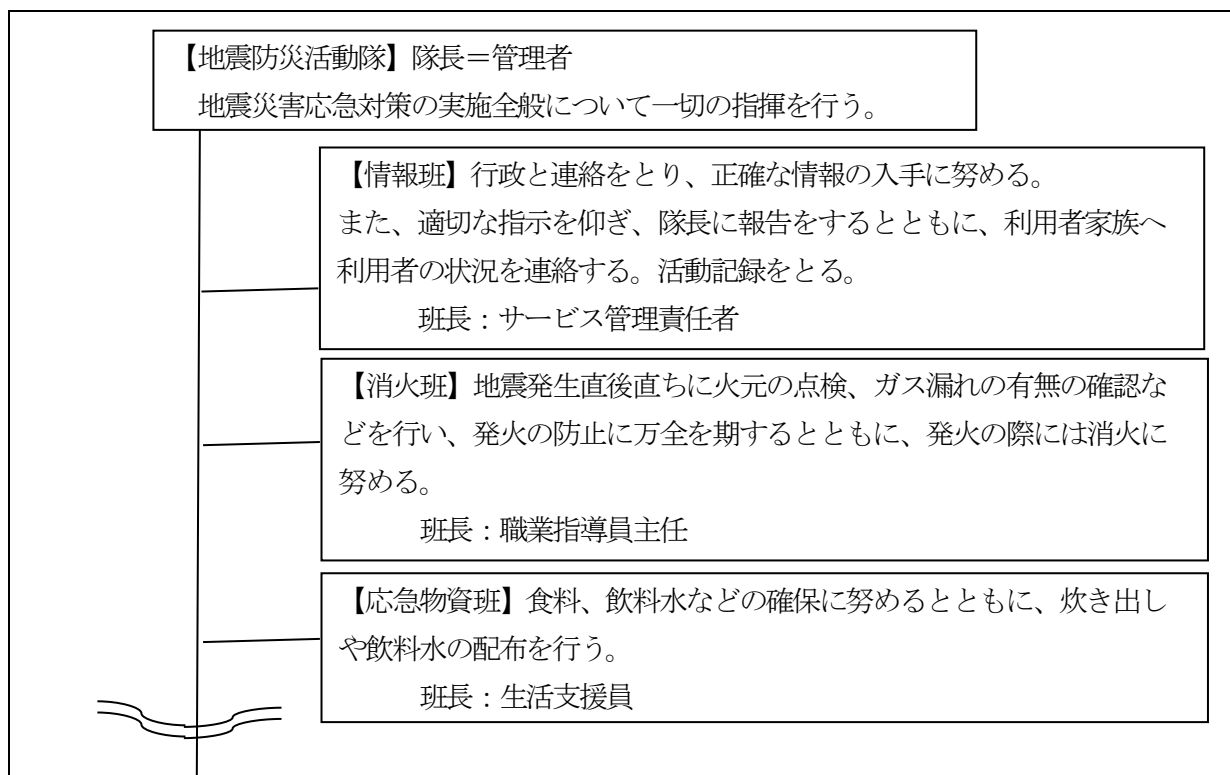 【地震防災活動隊】隊長＝管理者
地震災害応急対策の実施全般について一切の指揮を行う。
【情報班】行政と連絡をとり、正確な情報の入手に努める。
また、適切な指示を仰ぎ、隊長に報告をするとともに、利用者家族へ
利用者の状況を連絡する。活動記録をとる。
班長：サービス管理責任者
【消火班】地震発生直後直ちに火元の点検、ガス漏れの有無の確認な
どを行い、発火の防止に万全を期するとともに、発火の際には消火に
努める。
班長：職業指導員主任
【応急物資班】食料、飲料水などの確保に努めるとともに、炊き出し
や飲料水の配布を行う。
班長：生活支援員